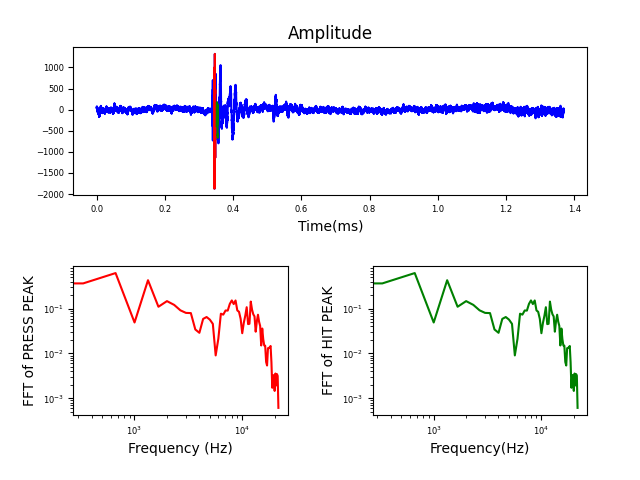 Amplitude
1000
500
0
−500
−1000
−1500
−2000
0.0 0.2 0.4 0.6 0.8 1.0 1.2 1.4
Time(ms)
FFT of PRESS PEAK
10⁻¹
10⁻²
10⁻³
10³ 10⁴
Frequency (Hz)
FFT of HIT PEAK
10⁻¹
10⁻²
10⁻³
10³ 10⁴
Frequency(Hz)